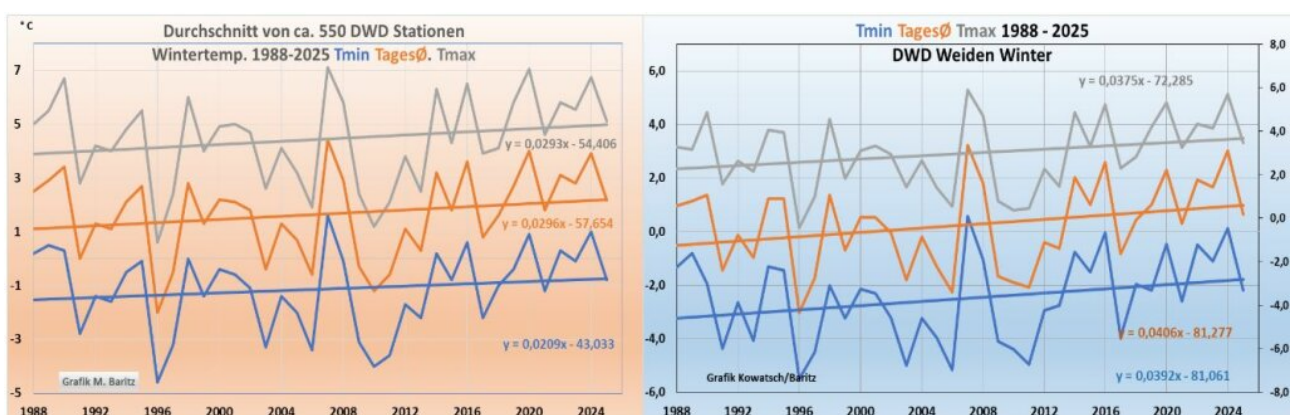 °C
Durchschnitt von ca. 550 DWD Stationen
Wintertemp. 1988-2025 Tmin TagesØ. Tmax
7
5
3
1
-1
-3
-5
y = 0,0293x - 54,406
y = 0,0296x - 57,654
y = 0,0209x - 43,033
Grafik M. Baritz
1988 1992 1996 2000 2004 2008 2012 2016 2020 2024
Tmin TagesØ Tmax 1988 - 2025
DWD Weiden Winter
6,0
4,0
2,0
0,0
-2,0
-4,0
-6,0
8,0
6,0
4,0
2,0
0,0
-2,0
-4,0
-6,0
-8,0
y = 0,0375x - 72,285
y = 0,0406x - 81,277
y = 0,0392x - 81,061
Grafik Kowatsch/Baritz
1988 1992 1996 2000 2004 2008 2012 2016 2020 2024